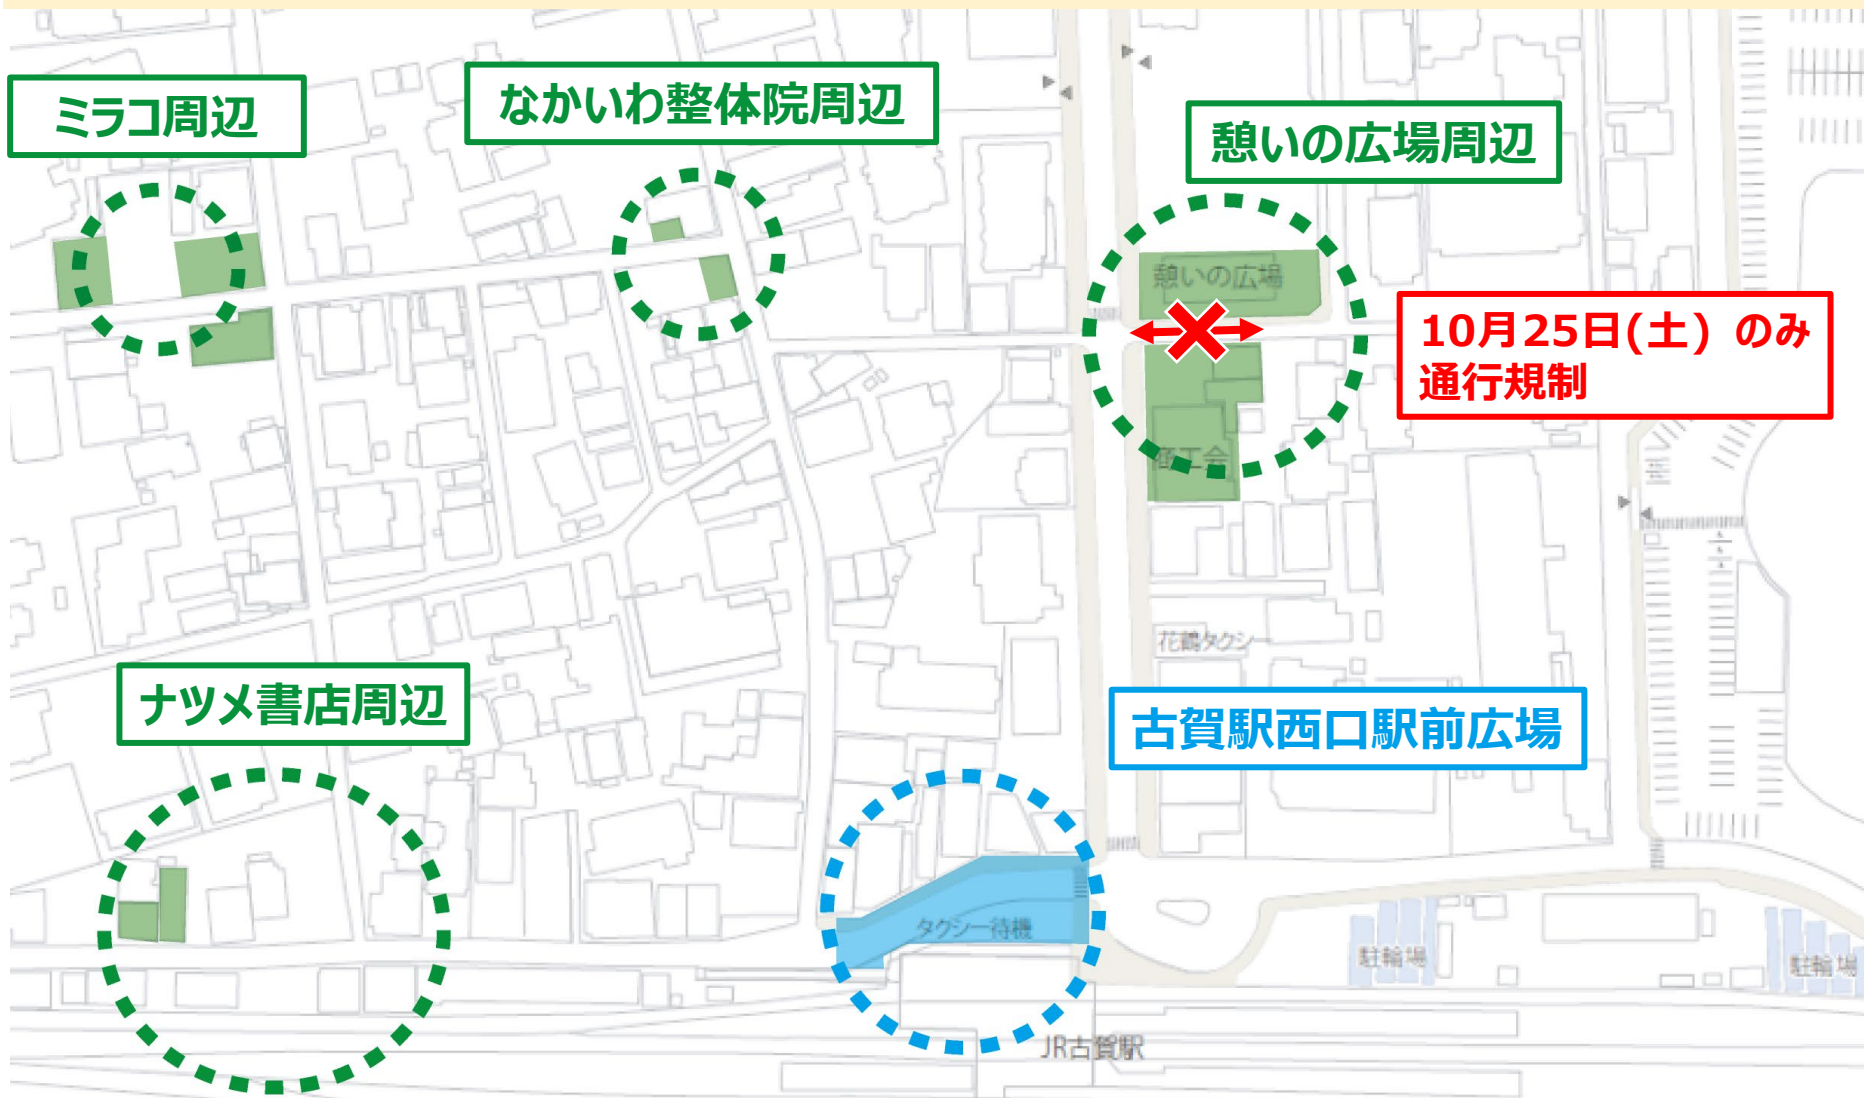 ミラコ周辺
なかいわ整体院周辺
憩いの広場周辺
憩いの広場
10月25日(土) のみ
通行規制
商工会
花鶴タクシー
ナツメ書店周辺
古賀駅西口駅前広場
タクシー待機
駐輪場
駐輪場
JR古賀駅